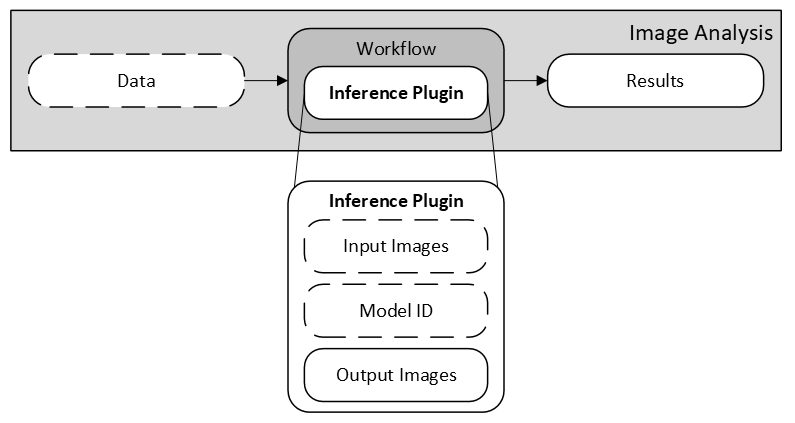 Image Analysis
Workflow
Data
Inference Plugin
Results
Inference Plugin
Input Images
Model ID
Output Images